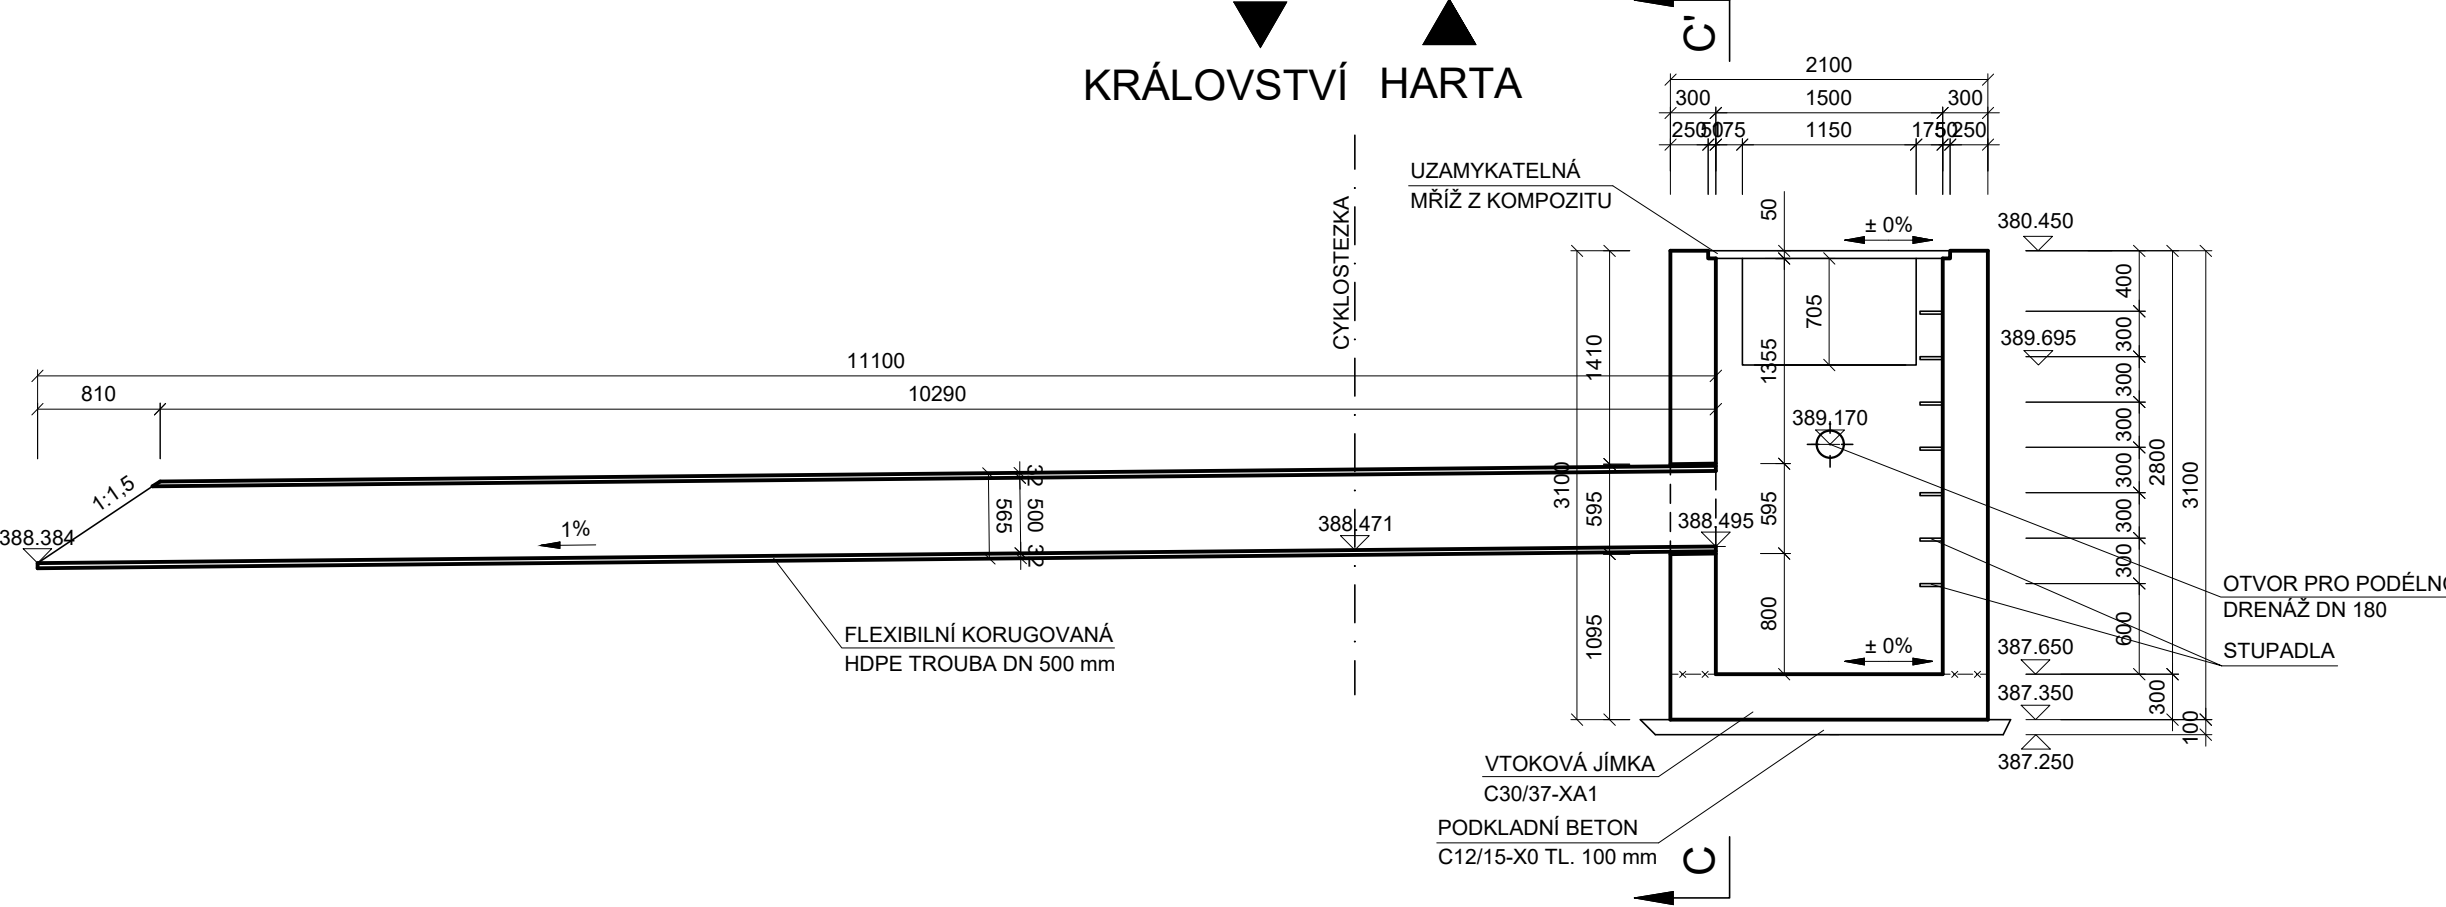 C'
KRÁLOVSTVÍ HARTA
2100
300 1500 300
250 50 175 1150 175 50 250
UZAMYKATELNÁ
MŘÍŽ Z KOMPOZITU
CYKLOSTEZKA
50
± 0%
380.450
400
705
1355
1410
389.695
300
300
300
300
300
300
2800
3100
11100
810 10290
389.170
1:1,5
32
500
32
565
3100
595
595
388.384
1%
388.471
388.495
OTVOR PRO PODÉLNO
DRENÁŽ DN 180
800
1095
600
FLEXIBILNÍ KORUGOVANÁ
HDPE TROUBA DN 500 mm
± 0%
387.650
STUPADLA
387.350
300
100
387.250
VTOKOVÁ JÍMKA
C30/37-XA1
PODKLADNÍ BETON
C12/15-X0 TL. 100 mm
C